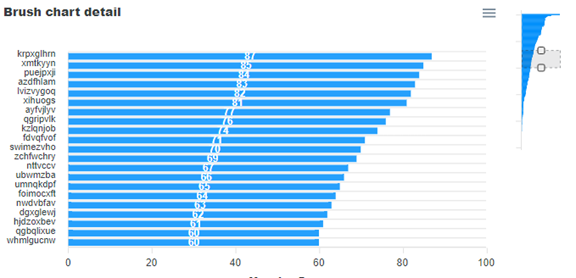 Brush chart detail
krpxglhrn 87
xmtkyyn 85
puejpxji 84
azdfhlam 83
lvizvygoq 82
xihuogs 81
ayfvjlyv 77
qgripvlk 76
kzlqnjob 74
fdvqfvof 71
swimezvho 70
zchfwchry 69
nttvccv 67
ubwmzba 66
umnqkdpf 65
foimocxft 64
nwdvbfav 63
dgxglewj 62
hjdzoxbev 61
qgbqlixue 60
whmlgucnw 60
0 20 40 60 80 100